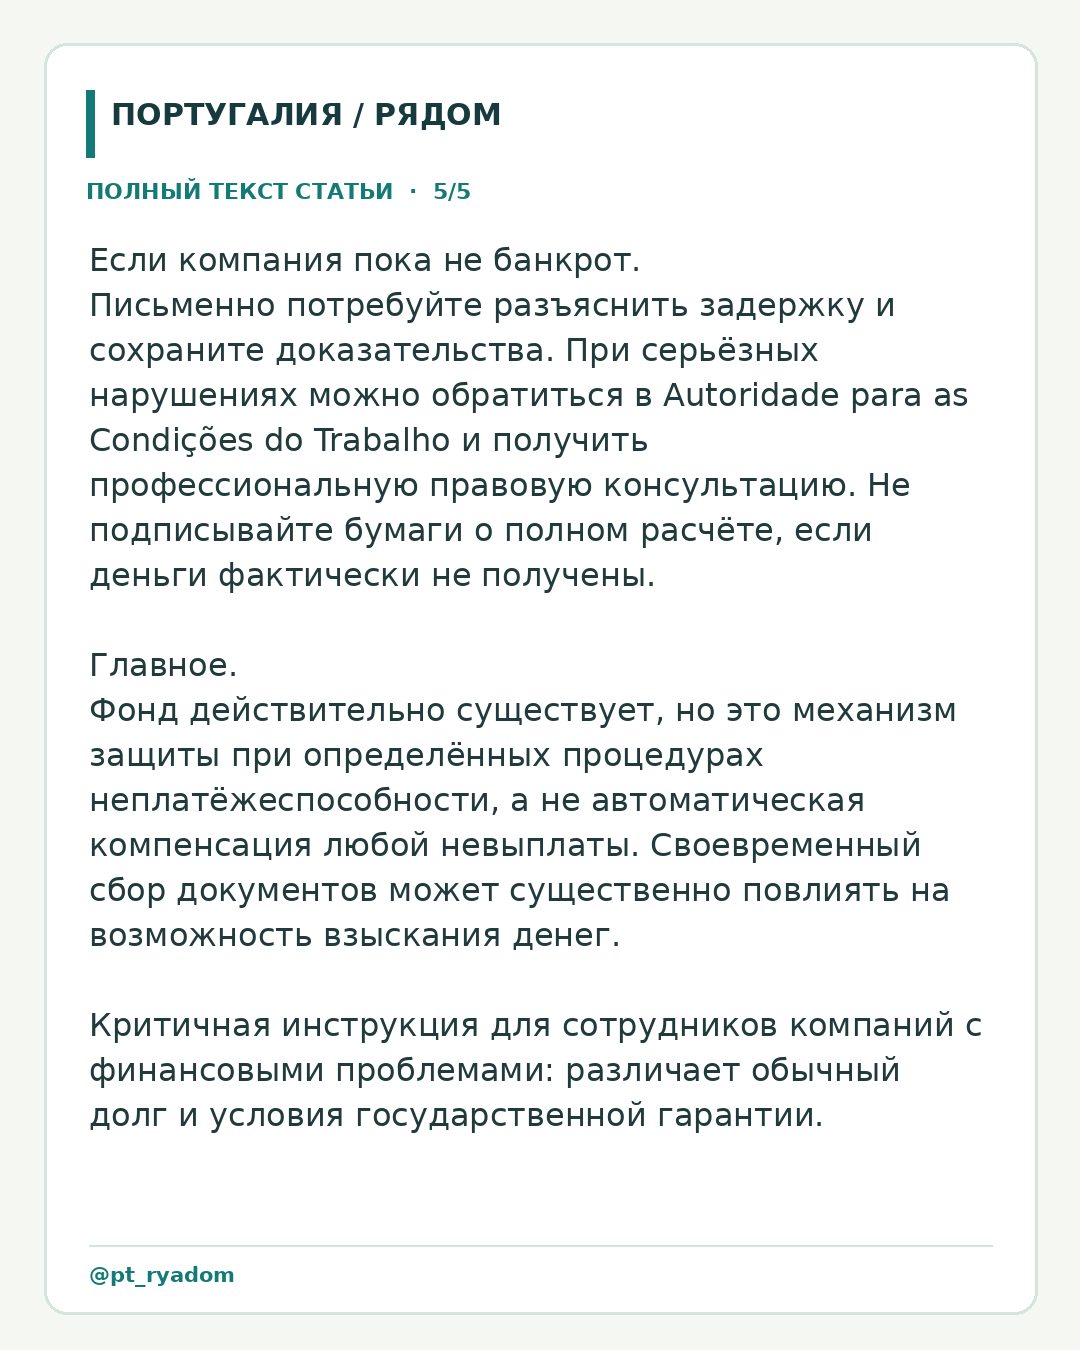 ПОРТУГАЛИЯ / РЯДОМ
ПОЛНЫЙ ТЕКСТ СТАТЬИ · 5/5
Если компания пока не банкрот.
Письменно потребуйте разъяснить задержку и
сохраните доказательства. При серьёзных
нарушениях можно обратиться в Autoridade para as
Condições do Trabalho и получить
профессиональную правовую консультацию. Не
подписывайте бумаги о полном расчёте, если
деньги фактически не получены.
Главное.
Фонд действительно существует, но это механизм
защиты при определённых процедурах
неплатёжеспособности, а не автоматическая
компенсация любой невыплаты. Своевременный
сбор документов может существенно повлиять на
возможность взыскания денег.
Критичная инструкция для сотрудников компаний с
финансовыми проблемами: различает обычный
долг и условия государственной гарантии.
@pt_ryadom